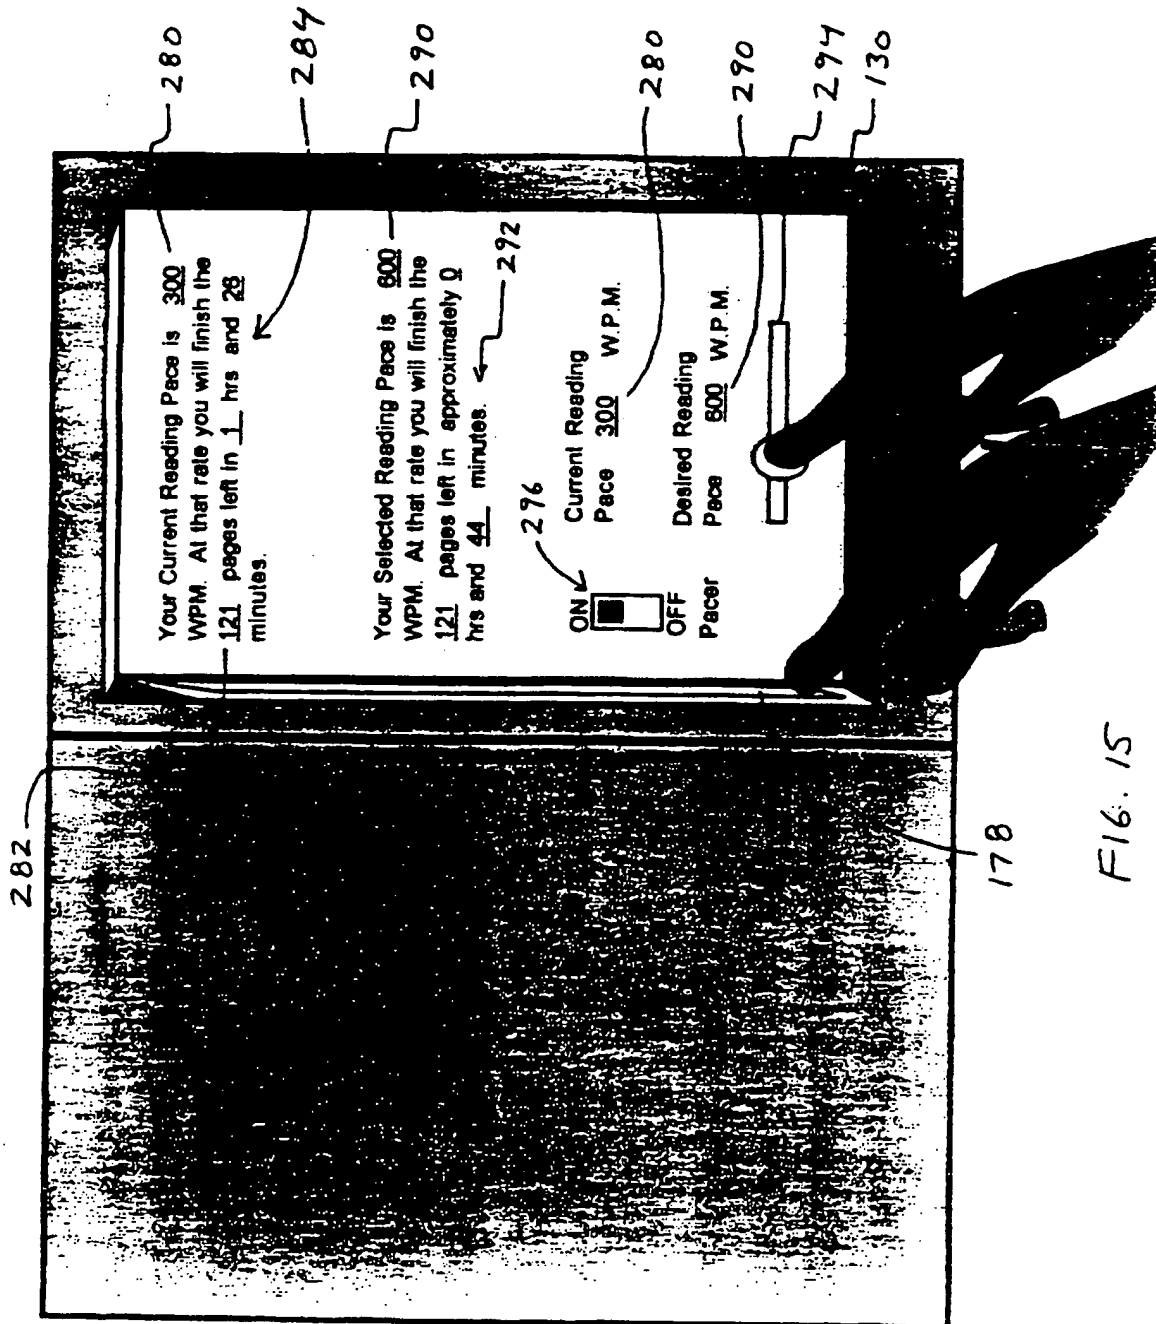 282
Your Current Reading Pace is 300
WPM. At that rate you will finish the
121 pages left in 1 hrs and 28
minutes.
280
284
Your Selected Reading Pace is 600
WPM. At that rate you will finish the
121 pages left in approximately 0
hrs and 44 minutes.
290
292
296
ON
OFF
Pacer
Current Reading
Pace 300 W.P.M.
280
Desired Reading
Pace 600 W.P.M.
290
294
130
178
FIG. 15